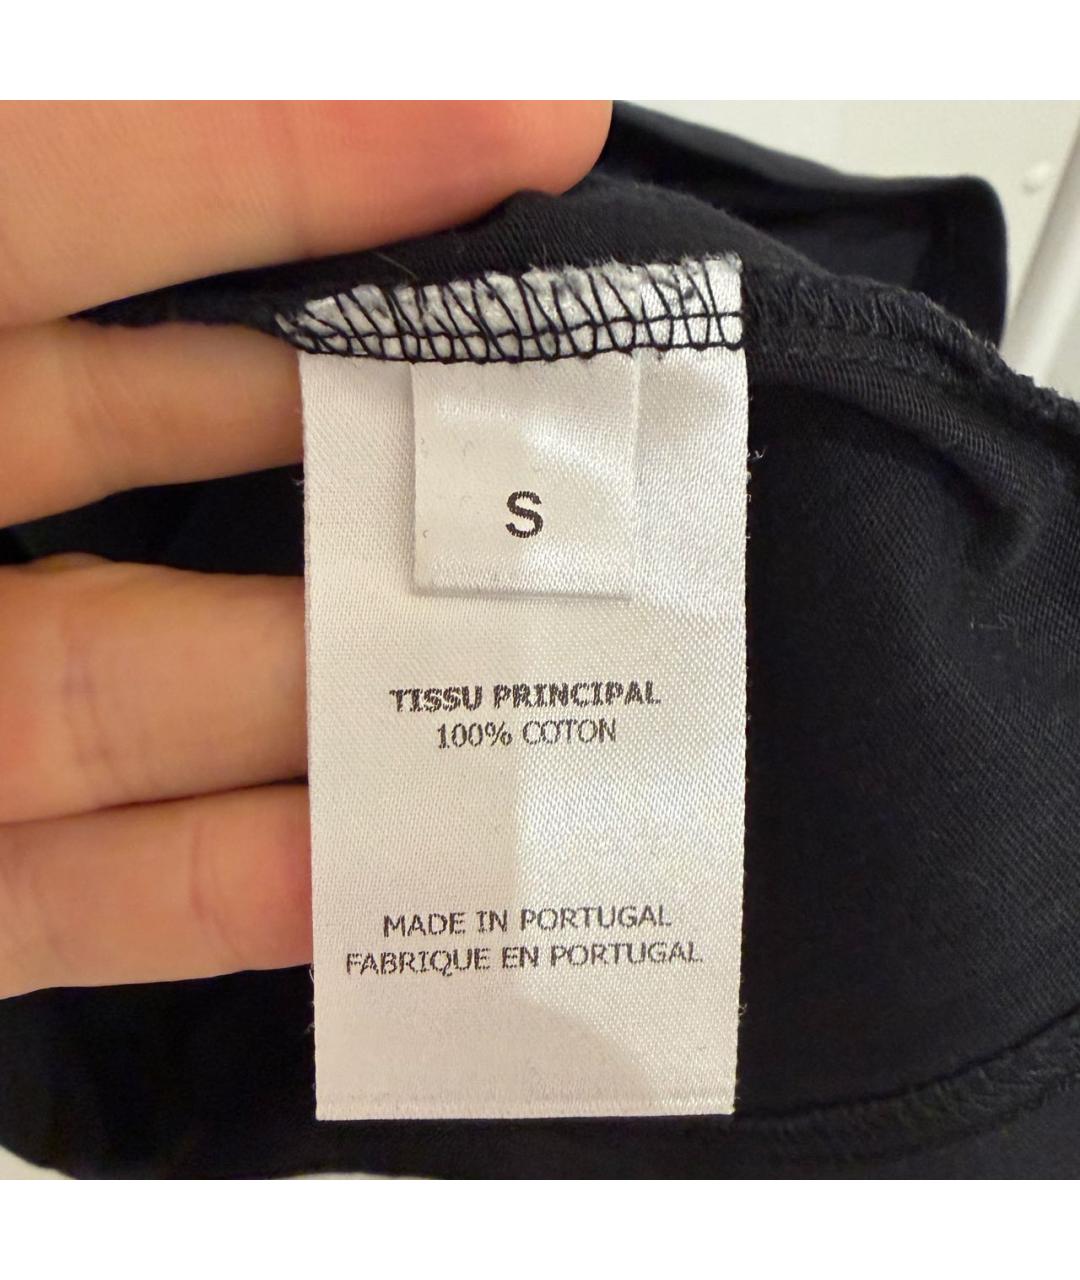 S
TISSU PRINCIPAL
100% COTON
MADE IN PORTUGAL
FABRIQUE EN PORTUGAL